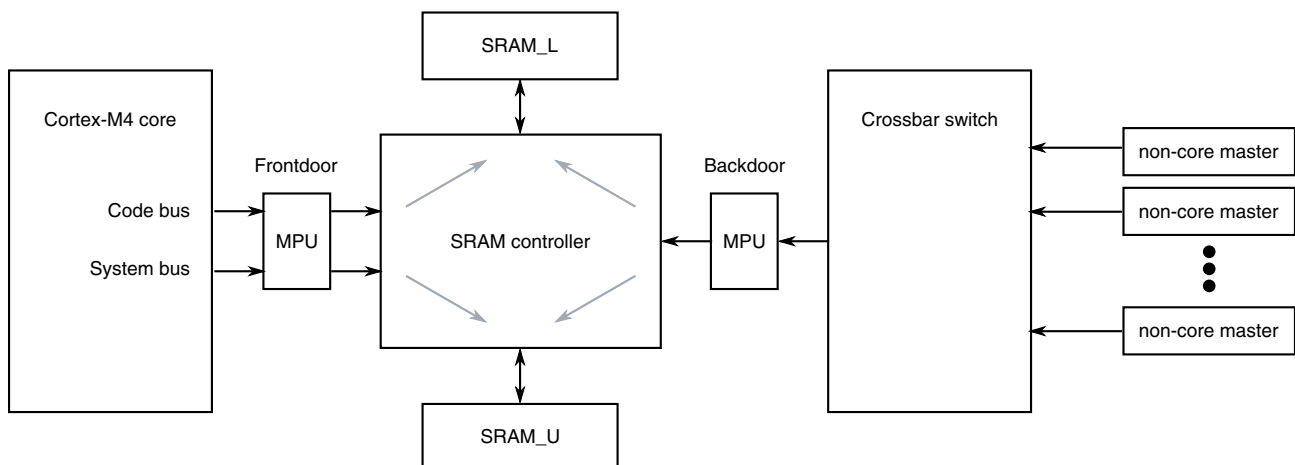 SRAM_L
Cortex-M4 core
Crossbar switch
non-core master
Frontdoor
Backdoor
non-core master
Code bus
MPU
SRAM controller
MPU
System bus
non-core master
SRAM_U